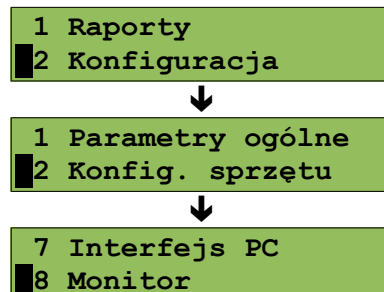 1 Raporty
2 Konfiguracja
1 Parametry ogólne
2 Konfig. sprzętu
7 Interfejs PC
8 Monitor